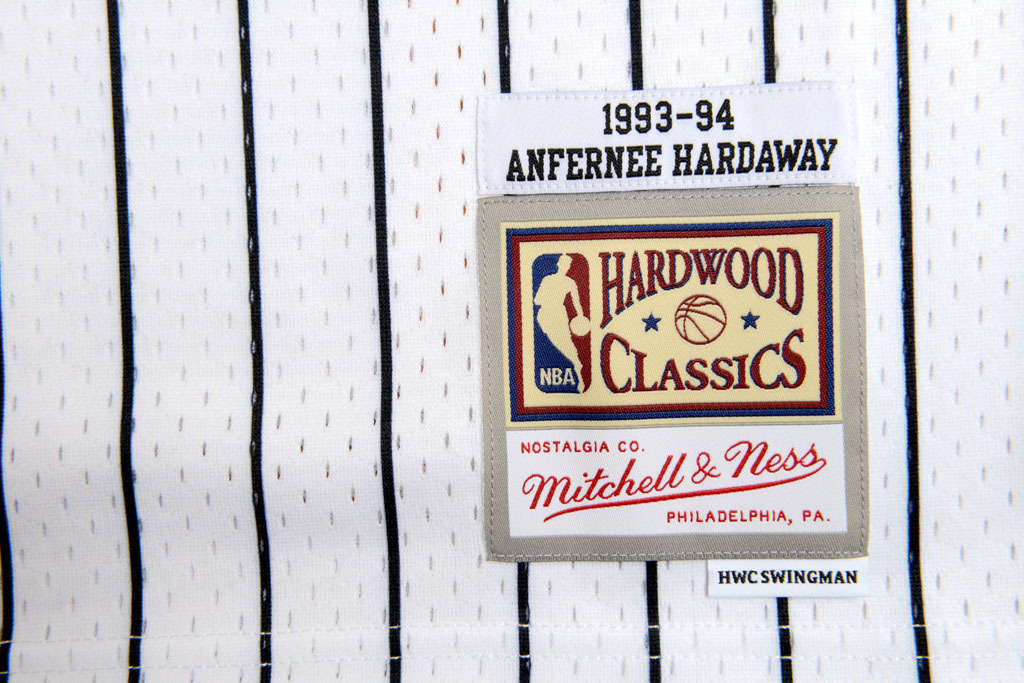 1993-94
ANFERNEE HARDAWAY
HARDWOOD
CLASSICS
NBA
NOSTALGIA CO.
Mitchell & Ness
PHILADELPHIA, PA.
HWC SWINGMAN